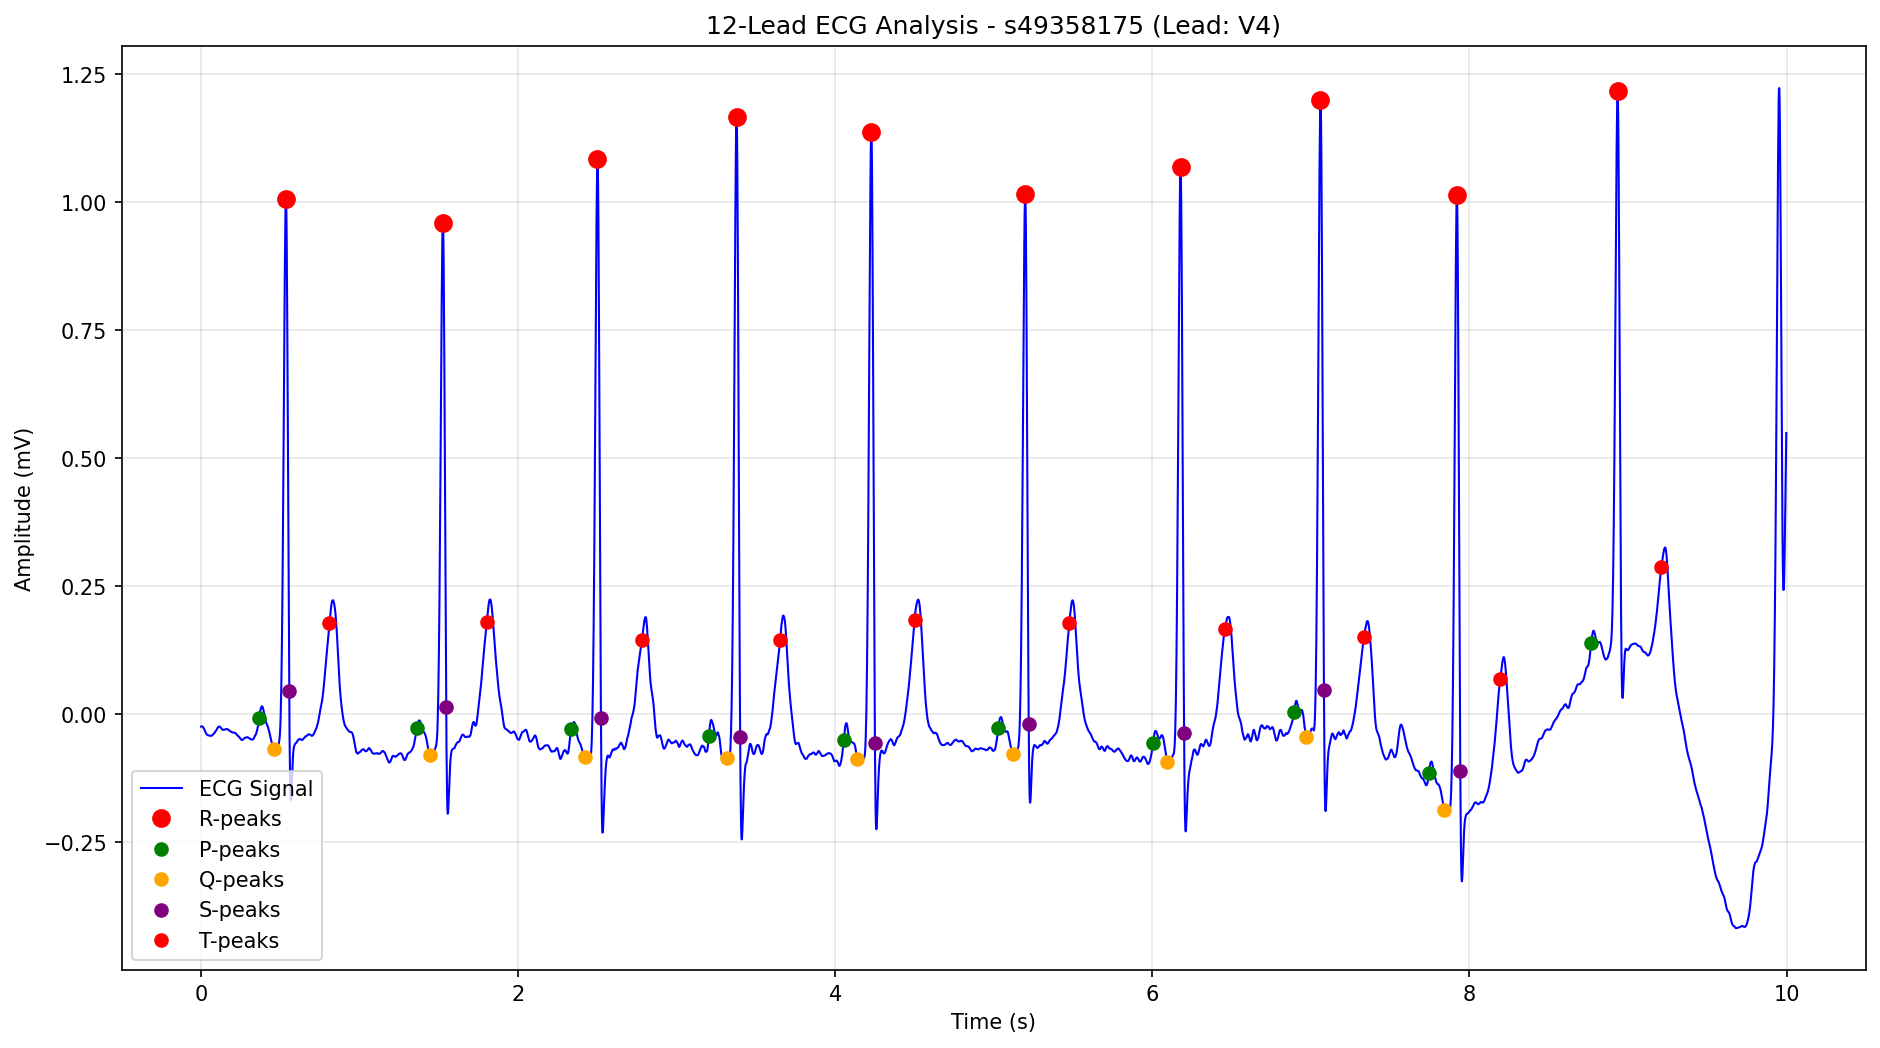 12-Lead ECG Analysis - s49358175 (Lead: V4)
Amplitude (mV)
1.25
1.00
0.75
0.50
0.25
0.00
−0.25
ECG Signal
R-peaks
P-peaks
Q-peaks
S-peaks
T-peaks
0 2 4 6 8 10
Time (s)